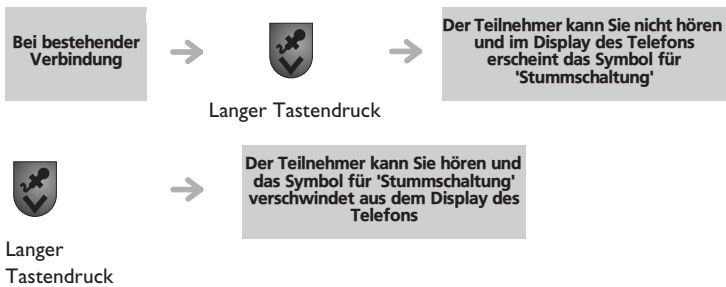 Bei bestehender
Verbindung
Langer Tastendruck
Der Teilnehmer kann Sie nicht hören
und im Display des Telefons
erscheint das Symbol für
'Stummschaltung'
Langer
Tastendruck
Der Teilnehmer kann Sie hören und
das Symbol für 'Stummschaltung'
verschwindet aus dem Display des
Telefons